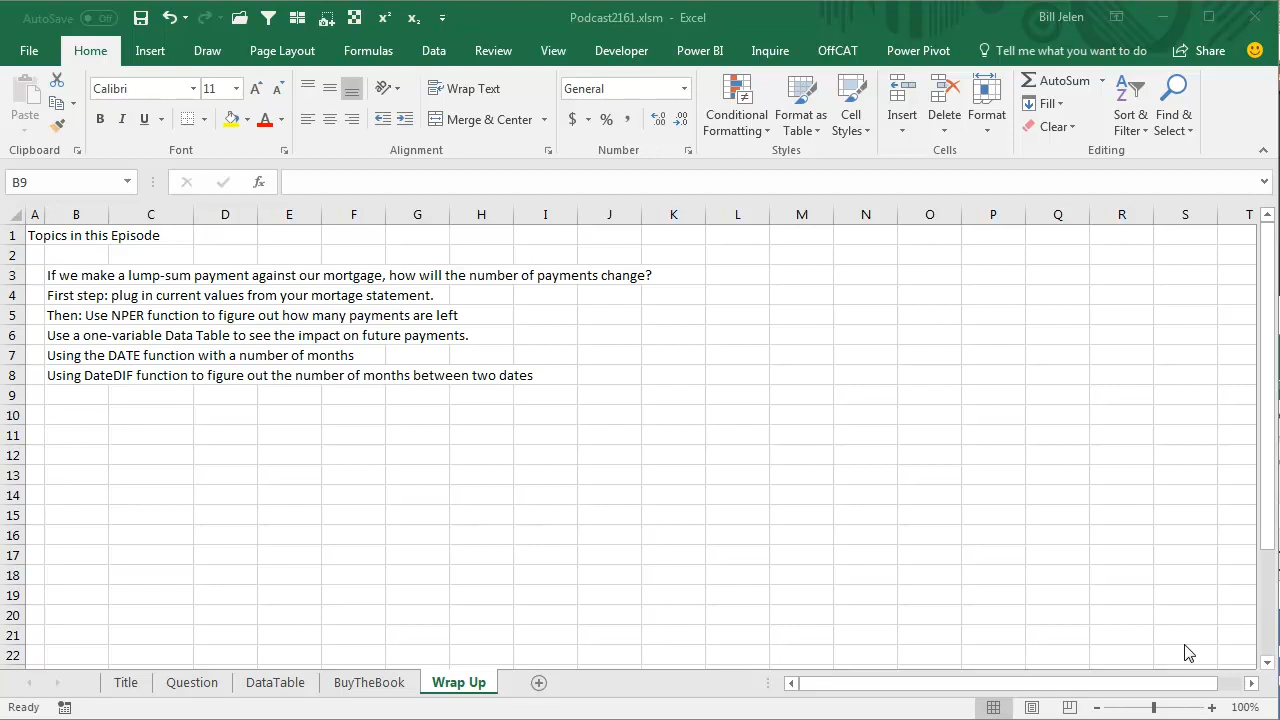 AutoSave Off
Podcast2161.xlsm - Excel
Bill Jelen
File Home Insert Draw Page Layout Formulas Data Review View Developer Power BI Inquire OffCAT Power Pivot Tell me what you want to do Share
Paste
Calibri 11
Wrap Text
General
Conditional Formatting
Format as Table
Cell Styles
Insert
Delete
Format
AutoSum
Fill
Clear
Sort & Filter
Find & Select
B I U
Merge & Center
$ % ,
Clipboard Font Alignment Number Styles Cells Editing
B9
fx
A B C D E F G H I J K L M N O P Q R S T
1 Topics in this Episode
2
3 If we make a lump-sum payment against our mortgage, how will the number of payments change?
4 First step: plug in current values from your mortage statement.
5 Then: Use NPER function to figure out how many payments are left
6 Use a one-variable Data Table to see the impact on future payments.
7 Using the DATE function with a number of months
8 Using DateDIF function to figure out the number of months between two dates
9
10
11
12
13
14
15
16
17
18
19
20
21
22
Title Question DataTable BuyTheBook Wrap Up
Ready
100%